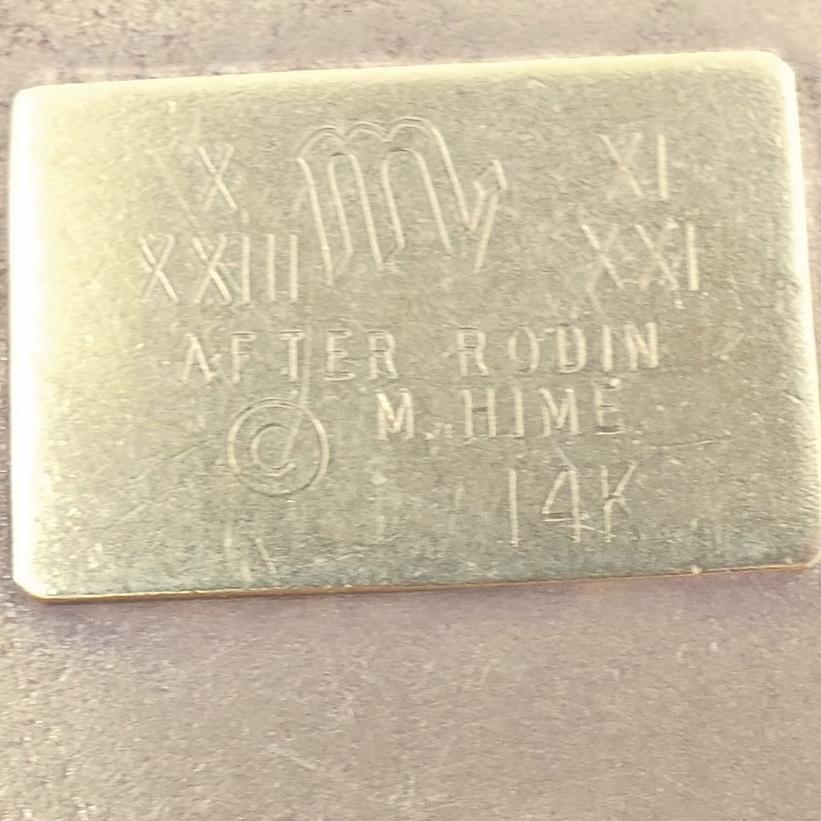 X XI
XXIII XXI
AFTER RODIN
© M. HIME
14K